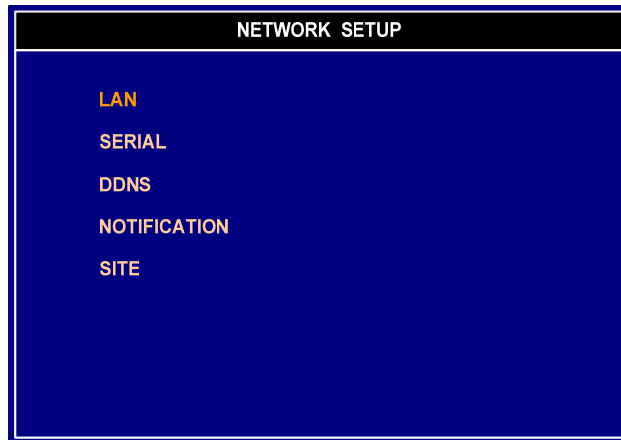 NETWORK SETUP
LAN
SERIAL
DDNS
NOTIFICATION
SITE